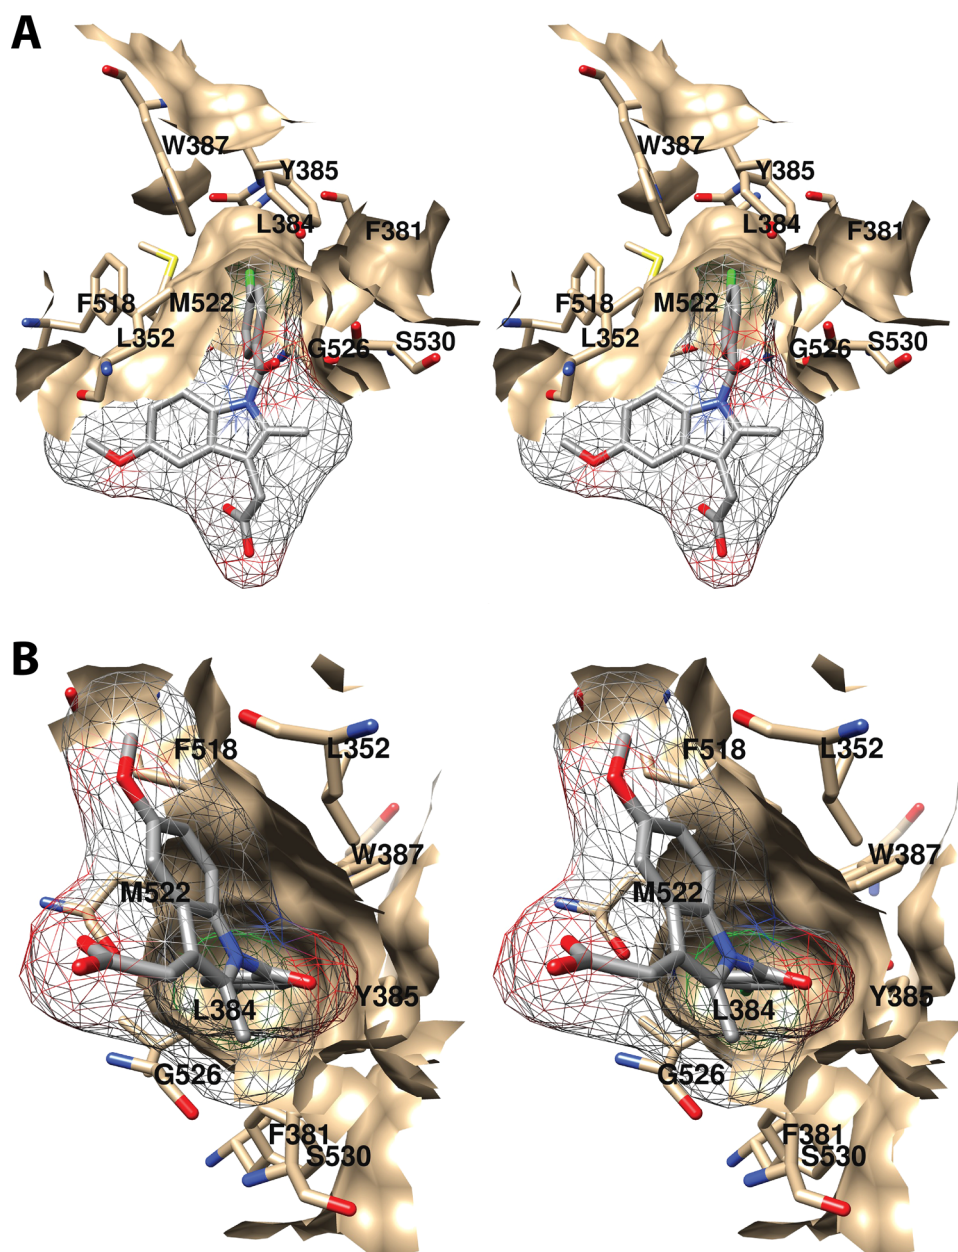 A
W387 W387
Y385 Y385
L384 L384
F381 F381
F518 M522 F518 M522
L352 G526 S530 L352 G526 S530
B
F518 L352 F518 L352
W387 W387
M522 M522
L384 Y385 L384 Y385
G526 G526
F381 F381
S530 S530